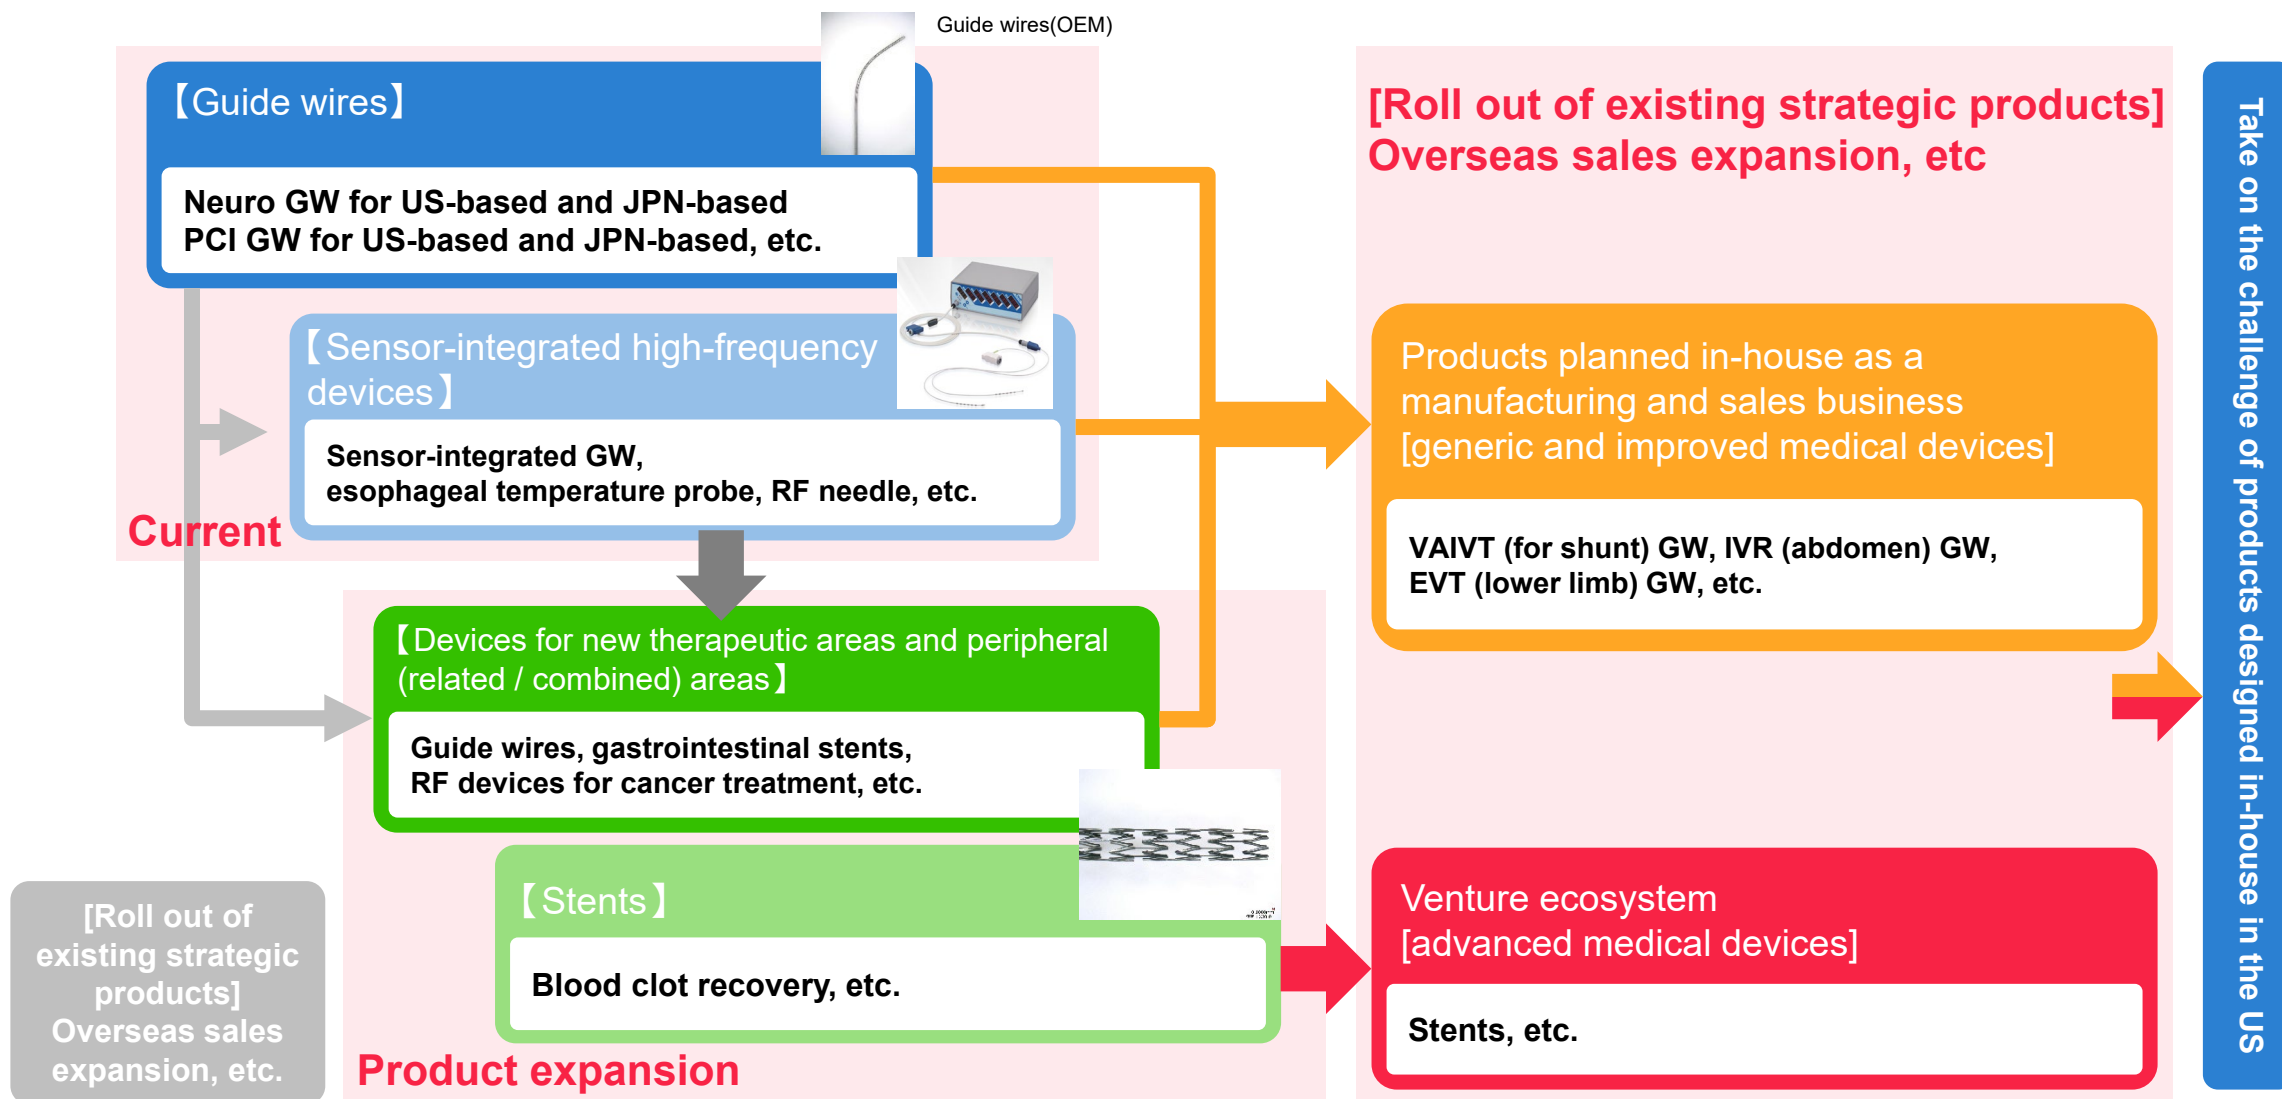 Guide wires(OEM)
【Guide wires】
Neuro GW for US-based and JPN-based
PCI GW for US-based and JPN-based, etc.
【Sensor-integrated high-frequency
devices】
Sensor-integrated GW,
esophageal temperature probe, RF needle, etc.
Current
【Devices for new therapeutic areas and peripheral
(related / combined) areas】
Guide wires, gastrointestinal stents,
RF devices for cancer treatment, etc.
【Stents】
Blood clot recovery, etc.
Product expansion
[Roll out of
existing strategic
products]
Overseas sales
expansion, etc.
[Roll out of existing strategic products]
Overseas sales expansion, etc
Products planned in-house as a
manufacturing and sales business
[generic and improved medical devices]
VAIVT (for shunt) GW, IVR (abdomen) GW,
EVT (lower limb) GW, etc.
Venture ecosystem
[advanced medical devices]
Stents, etc.
Take on the challenge of products designed in-house in the US